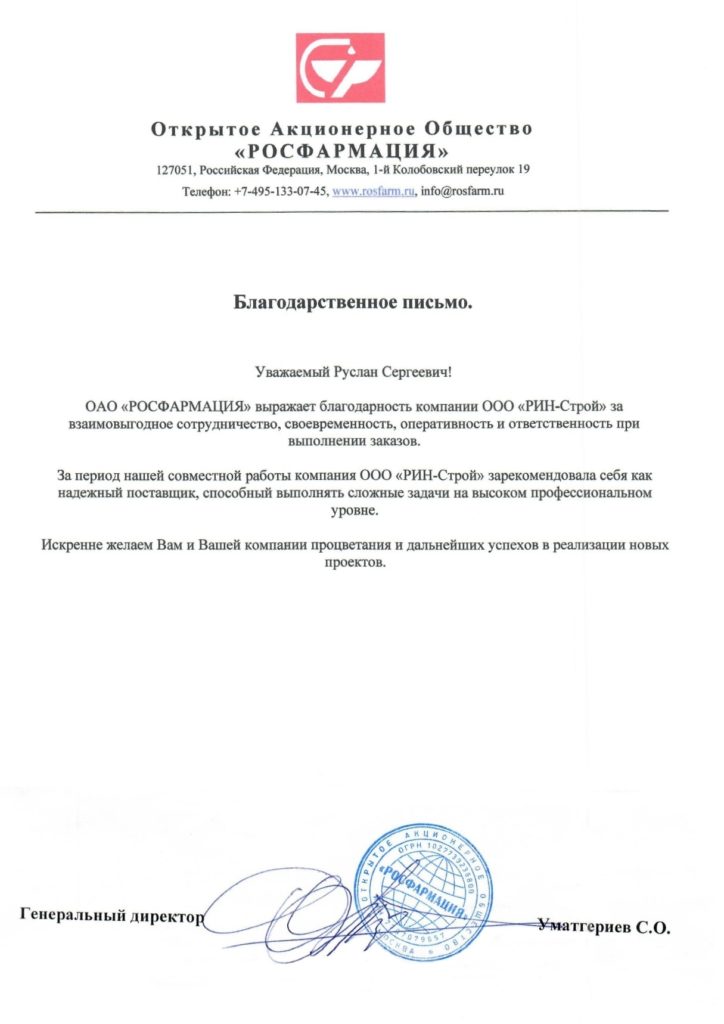 Открытое Акционерное Общество
«РОСФАРМАЦИЯ»
127051, Российская Федерация, Москва, 1-й Колобовский переулок 19
Телефон: +7-495-133-07-45, www.rosfarm.ru, info@rosfarm.ru
Благодарственное письмо.
Уважаемый Руслан Сергеевич!
ОАО «РОСФАРМАЦИЯ» выражает благодарность компании ООО «РИН-Строй» за
взаимовыгодное сотрудничество, своевременность, оперативность и ответственность при
выполнении заказов.
За период нашей совместной работы компания ООО «РИН-Строй» зарекомендовала себя как
надежный поставщик, способный выполнять сложные задачи на высоком профессиональном
уровне.
Искренне желаем Вам и Вашей компании процветания и дальнейших успехов в реализации новых
проектов.
Генеральный директор
Уматгериев С.О.
ОТКРЫТОЕ АКЦИОНЕРНОЕ ОБЩЕСТВО
ОГРН
«РОСФАРМАЦИЯ»
МОСКВА